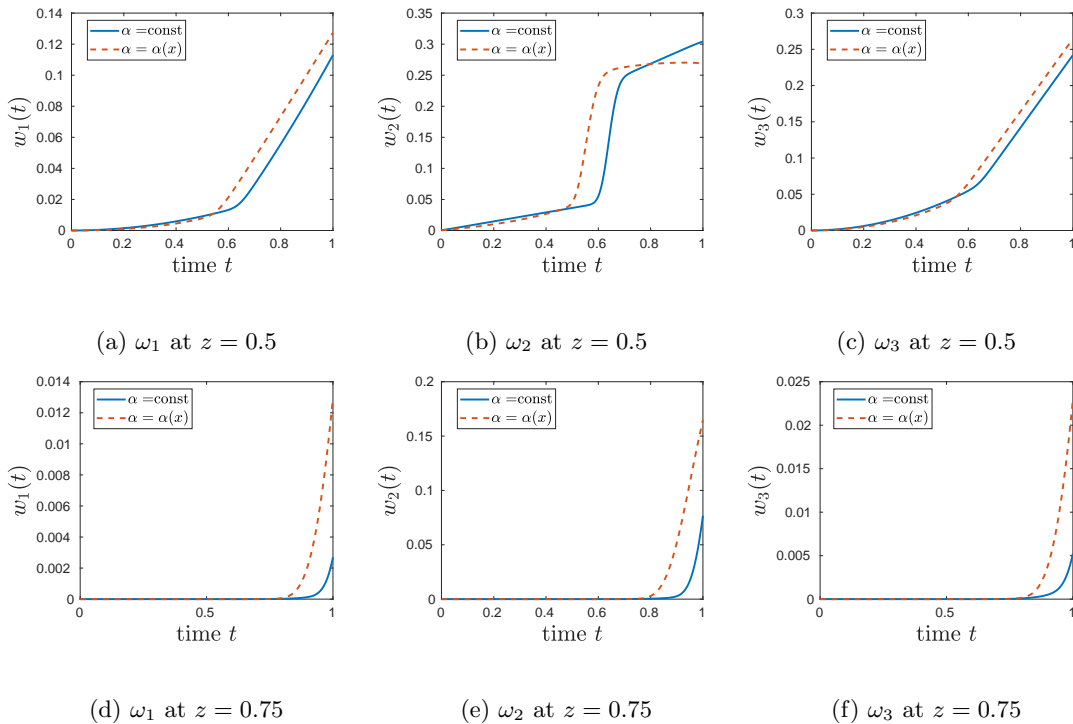 0.14
0.12
0.1
0.08
0.06
0.04
0.02
0
w₁(t)
α =const
α = α(x)
0 0.2 0.4 0.6 0.8 1
time t
(a) ω₁ at z = 0.5
0.35
0.3
0.25
0.2
0.15
0.1
0.05
0
w₂(t)
α =const
α = α(x)
0 0.2 0.4 0.6 0.8 1
time t
(b) ω₂ at z = 0.5
0.3
0.25
0.2
0.15
0.1
0.05
0
w₃(t)
α =const
α = α(x)
0 0.2 0.4 0.6 0.8 1
time t
(c) ω₃ at z = 0.5
0.014
0.012
0.01
0.008
0.006
0.004
0.002
0
w₁(t)
α =const
α = α(x)
0 0.5 1
time t
(d) ω₁ at z = 0.75
0.2
0.15
0.1
0.05
0
w₂(t)
α =const
α = α(x)
0 0.2 0.4 0.6 0.8 1
time t
(e) ω₂ at z = 0.75
0.025
0.02
0.015
0.01
0.005
0
w₃(t)
α =const
α = α(x)
0 0.5 1
time t
(f) ω₃ at z = 0.75